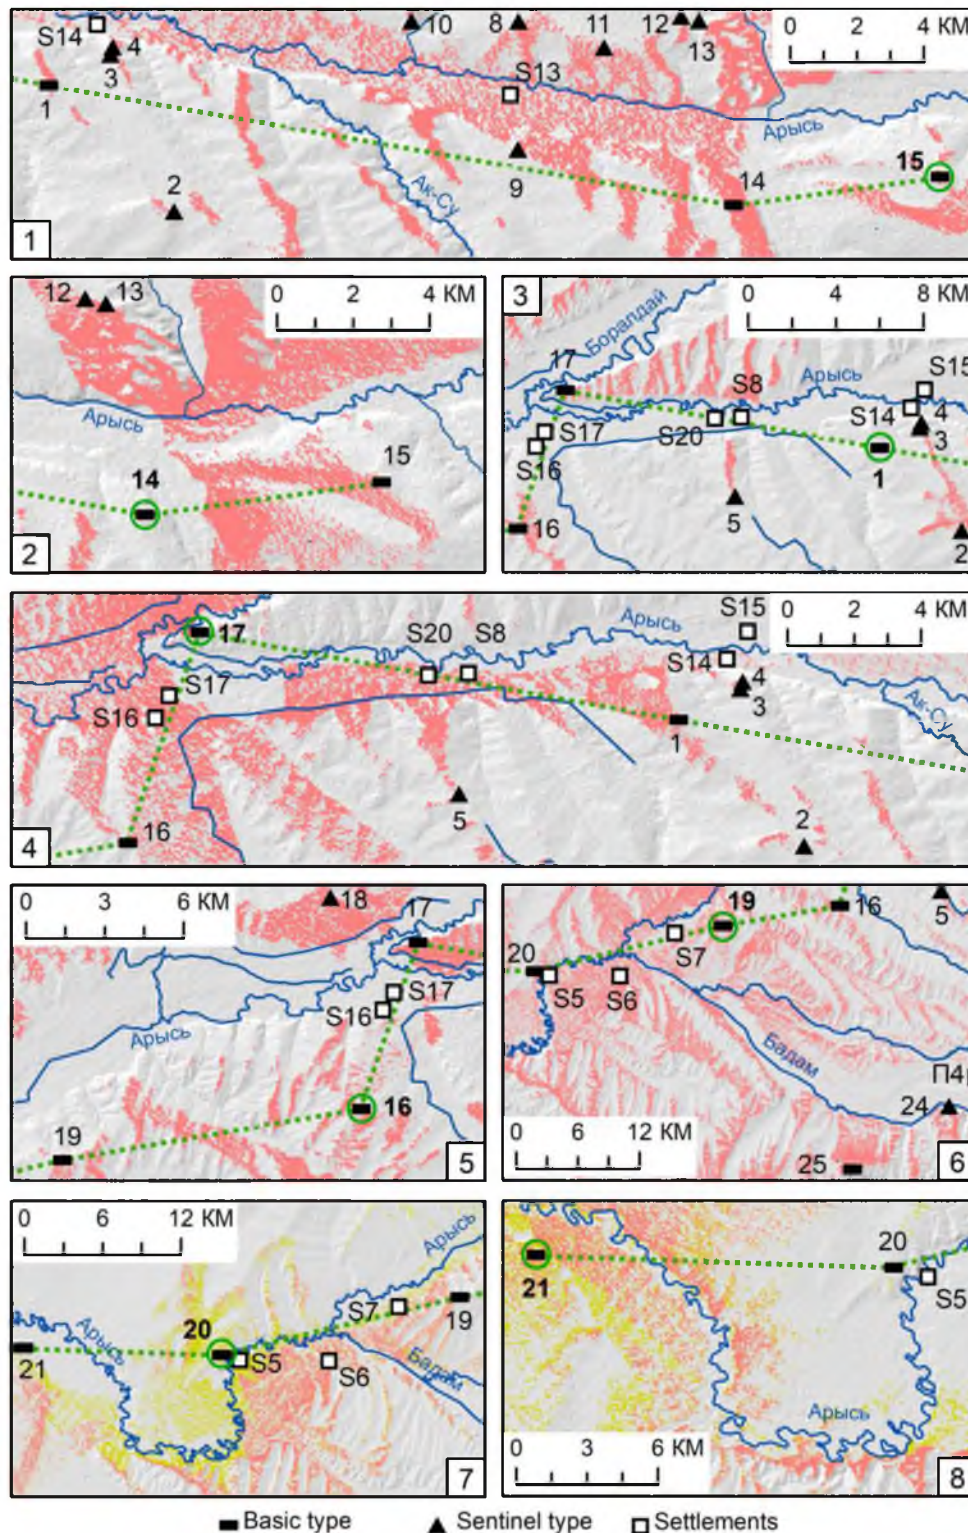 S14
4
3
1
2
10
8
11
12
13
0 2 4 КМ
S13
Арысь
9
Ак-Су
14
15
1
12
13
0 2 4 КМ
Арысь
14
15
2
3
0 4 8 КМ
Боралдай
17
S8
Арысь
S15
S14
4
3
S20
S17
S16
1
16
5
2
17
S20
S8
Арысь
S15
0 2 4 КМ
S14
4
3
S17
S16
Ак-Су
1
5
2
16
4
0 3 6 КМ
18
17
S17
S16
Арысь
16
19
5
19
16
5
20
S7
S5
S6
Бадам
П4
24
0 6 12 КМ
25
6
0 6 12 КМ
Арысь
S7
19
Арысь
20
21
S5
S6
Бадам
7
20
21
S5
Арысь
0 3 6 КМ
8
Basic type Sentinel type Settlements